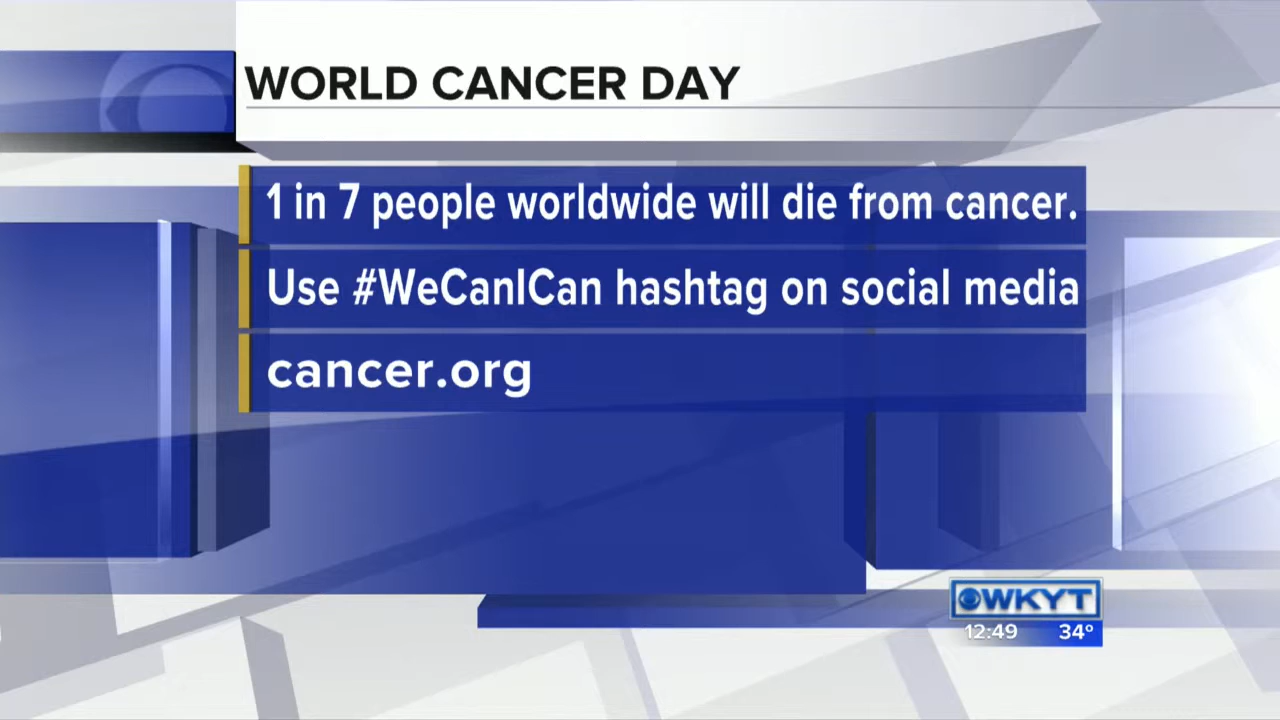 WORLD CANCER DAY
1 in 7 people worldwide will die from cancer.
Use #WeCanICan hashtag on social media
cancer.org
WKYT
12:49 34°